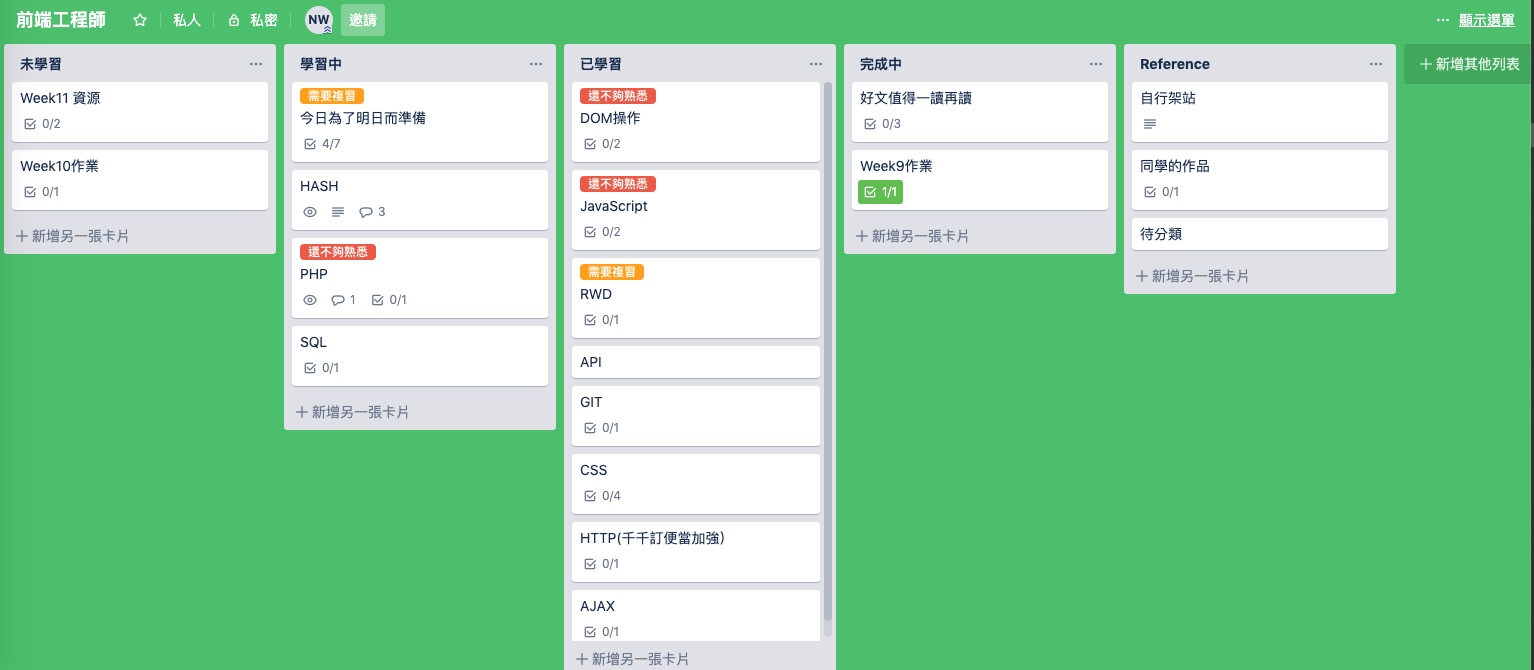 前端工程師
私人
私密
NW
邀請
顯示選單
未學習
Week11 資源
0/2
Week10作業
0/1
新增另一張卡片
學習中
需要複習
今日為了明日而準備
4/7
HASH
3
還不夠熟悉
PHP
1
0/1
SQL
0/1
新增另一張卡片
已學習
還不夠熟悉
DOM操作
0/2
還不夠熟悉
JavaScript
0/2
需要複習
RWD
0/1
API
GIT
0/1
CSS
0/4
HTTP(千千訂便當加強)
0/1
AJAX
0/1
新增另一張卡片
完成中
好文值得一讀再讀
0/3
Week9作業
1/1
新增另一張卡片
Reference
自行架站
同學的作品
0/1
待分類
新增另一張卡片
新增其他列表